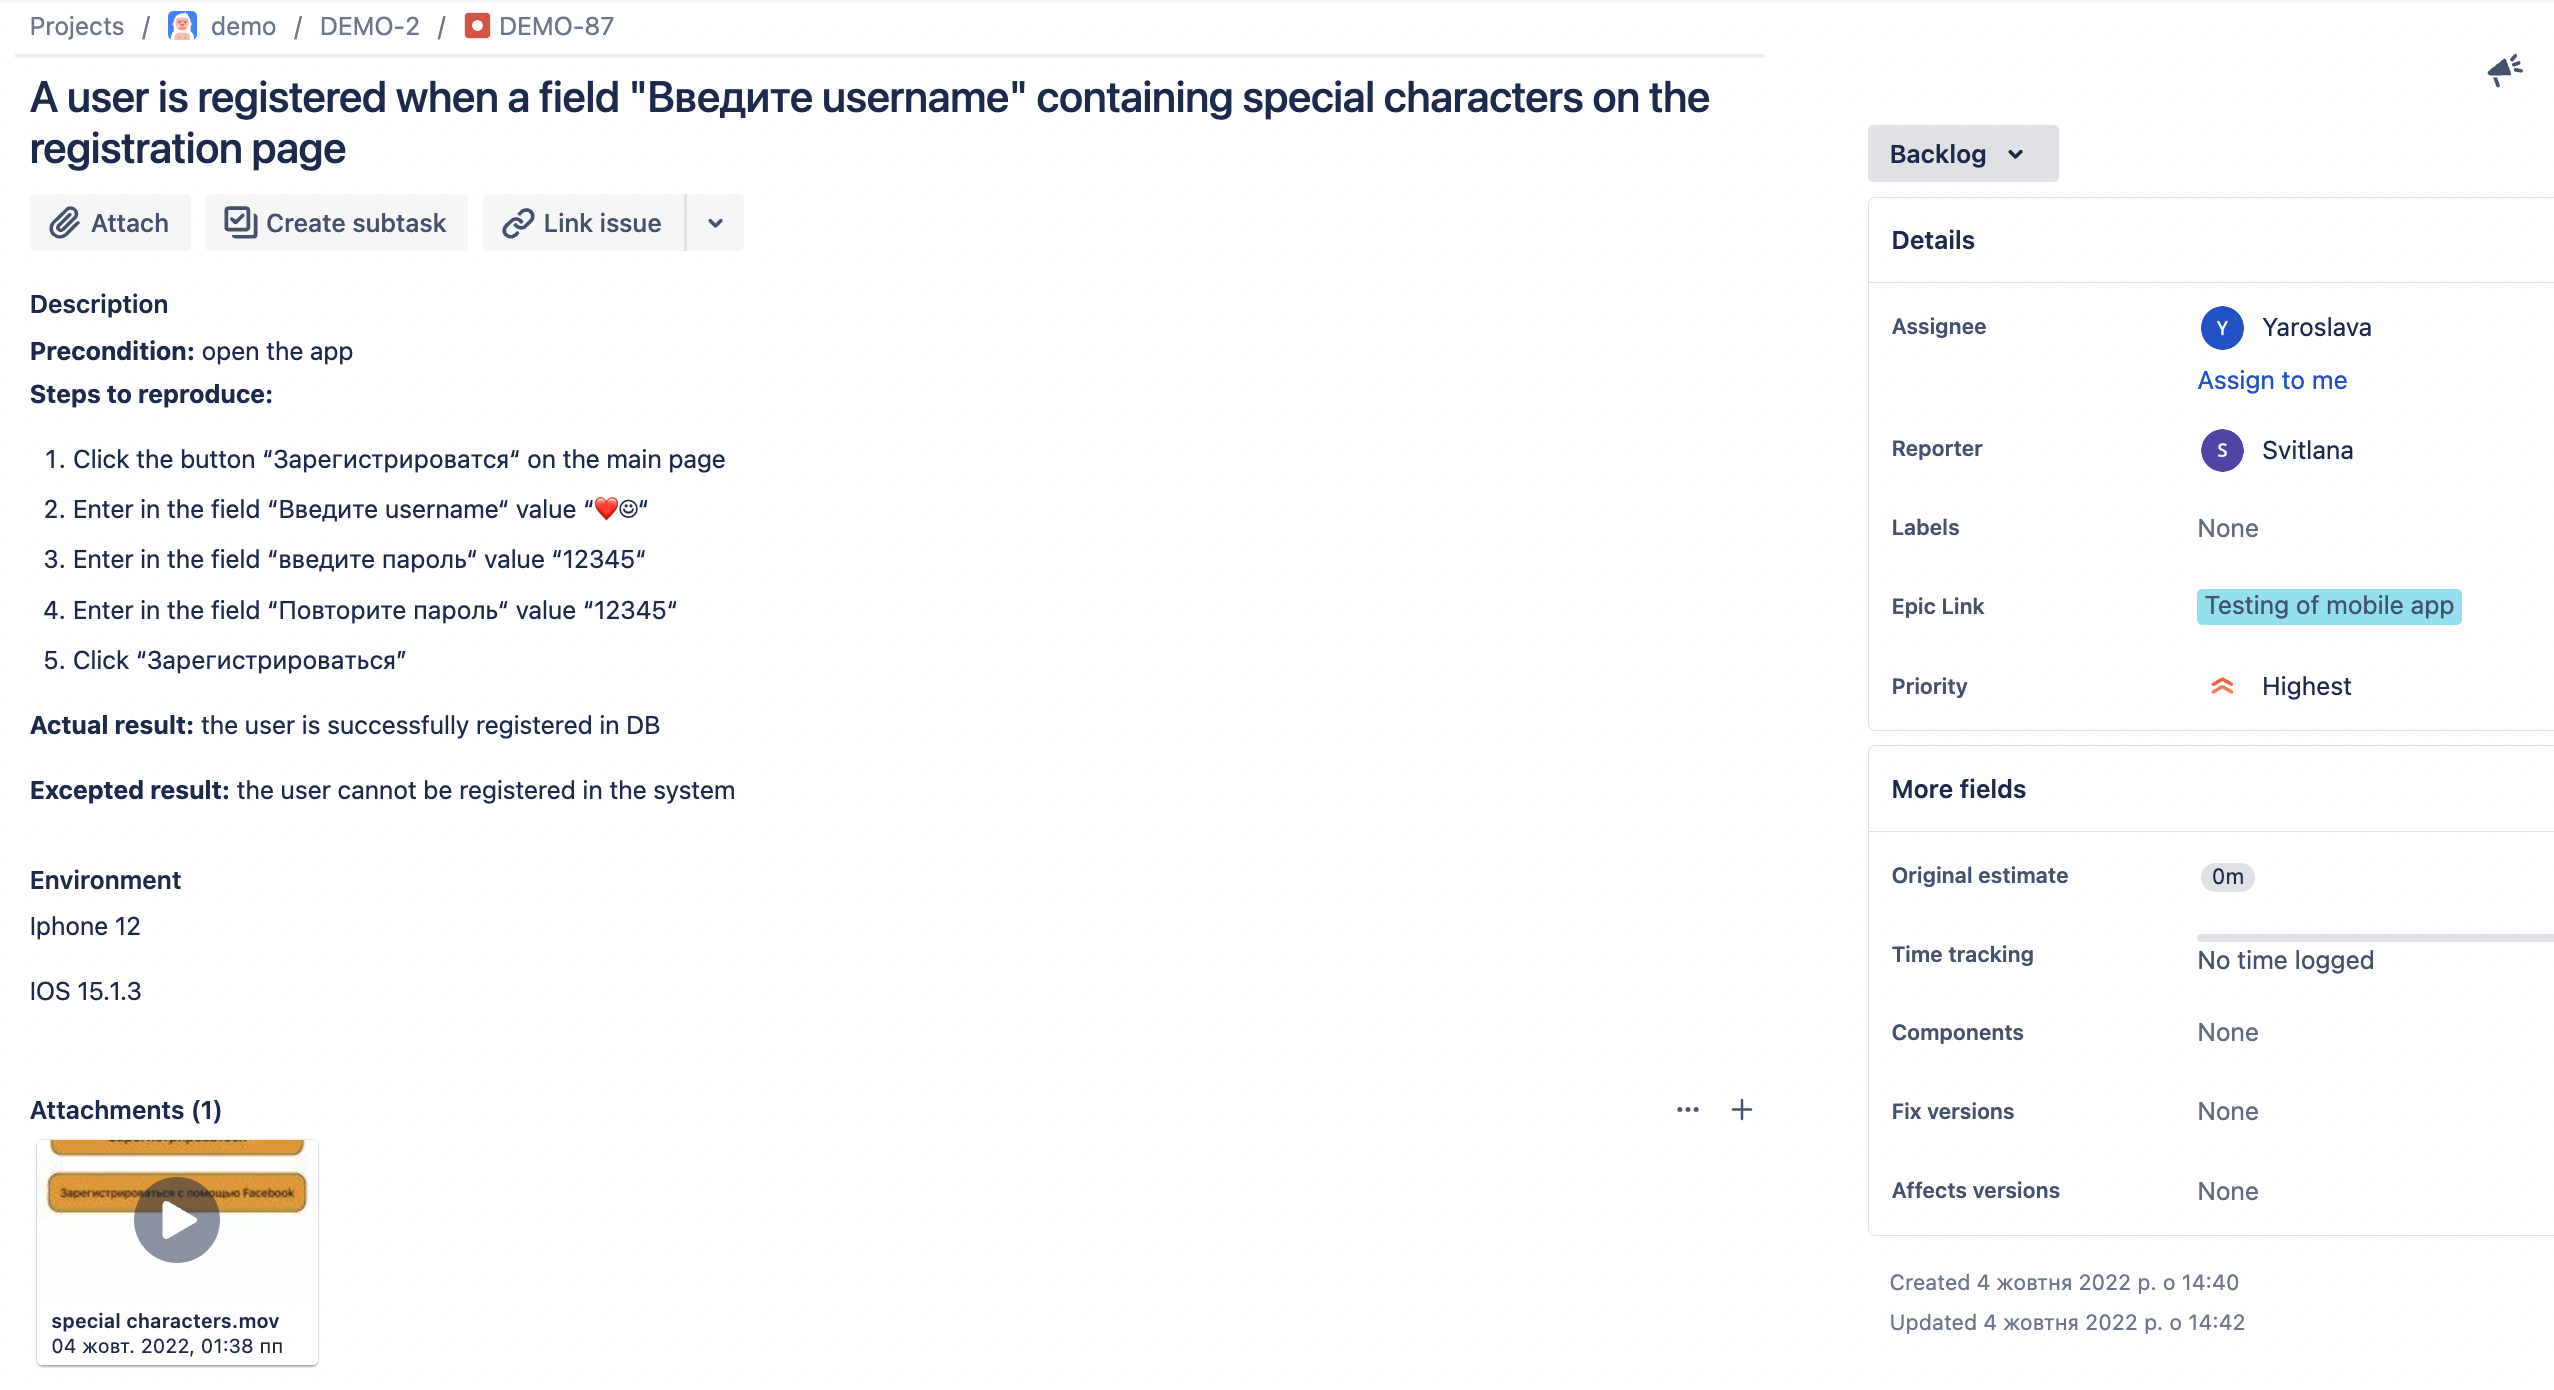 Projects / demo / DEMO-2 / DEMO-87
A user is registered when a field "Введите username" containing special characters on the
registration page
Attach
Create subtask
Link issue
Description
Precondition: open the app
Steps to reproduce:
1. Click the button “Зарегистрироватся“ on the main page
2. Enter in the field “Введите username“ value “❤️☺“
3. Enter in the field “введите пароль“ value “12345“
4. Enter in the field “Повторите пароль“ value “12345“
5. Click “Зарегистрироваться”
Actual result: the user is successfully registered in DB
Excepted result: the user cannot be registered in the system
Environment
Iphone 12
IOS 15.1.3
Attachments (1)
Зарегистрироваться с помощью Facebook
special characters.mov
04 жовт. 2022, 01:38 пп
Backlog
Details
Assignee
Y Yaroslava
Assign to me
Reporter
S Svitlana
Labels
None
Epic Link
Testing of mobile app
Priority
Highest
More fields
Original estimate
0m
Time tracking
No time logged
Components
None
Fix versions
None
Affects versions
None
Created 4 жовтня 2022 р. о 14:40
Updated 4 жовтня 2022 р. о 14:42